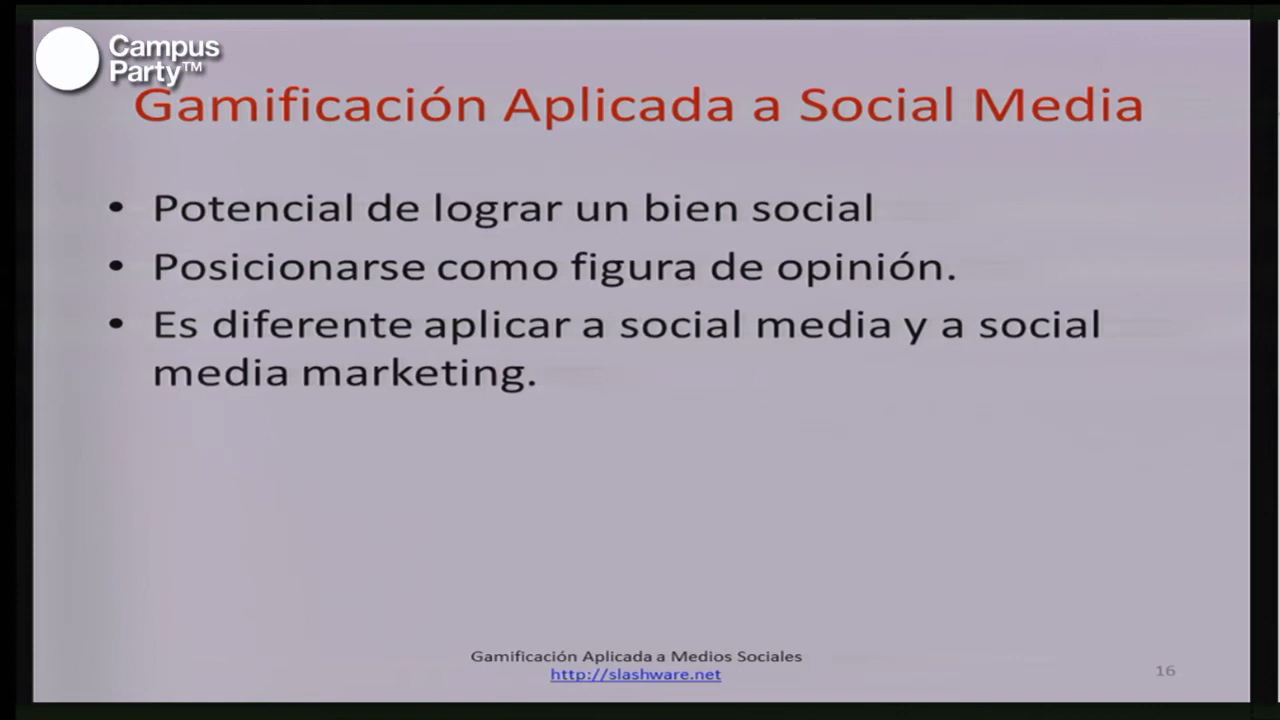 Campus
Party™
Gamificación Aplicada a Social Media
• Potencial de lograr un bien social
• Posicionarse como figura de opinión.
• Es diferente aplicar a social media y a social
media marketing.
Gamificación Aplicada a Medios Sociales
http://slashware.net
16